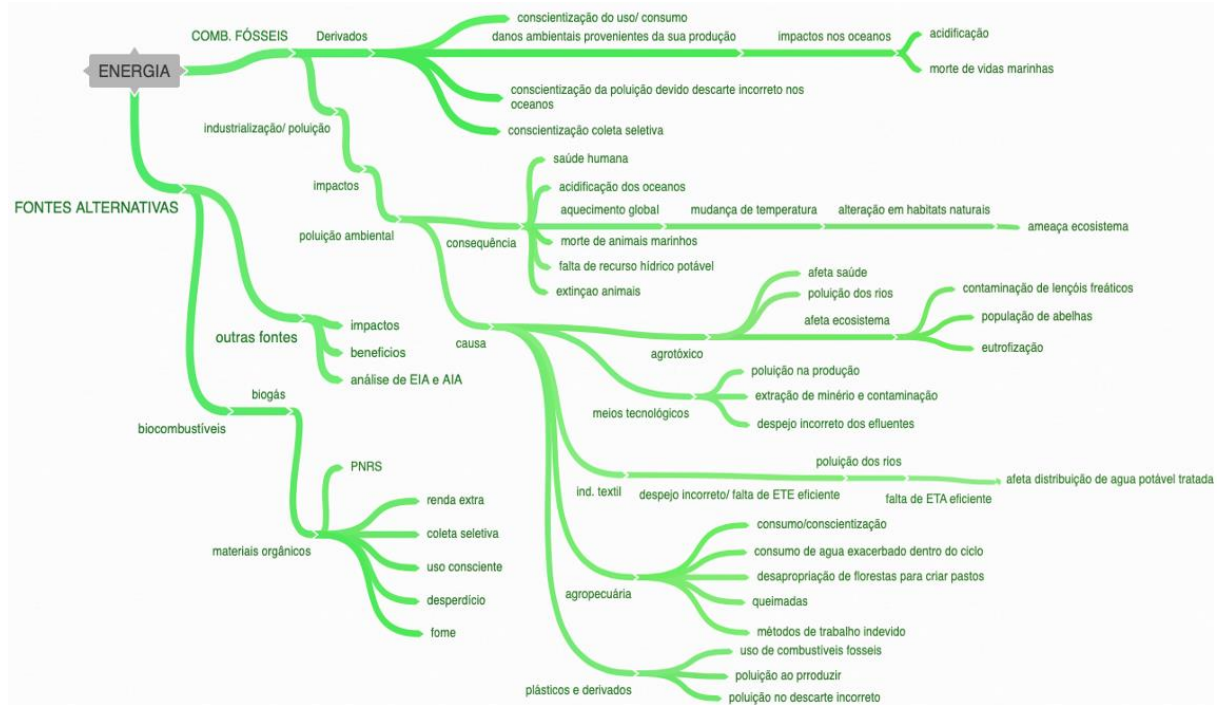 ENERGIA
COMB. FÓSSEIS
Derivados
conscientização do uso/ consumo
danos ambientais provenientes da sua produção
impactos nos oceanos
acidificação
morte de vidas marinhas
conscientização da poluição devido descarte incorreto nos
oceanos
conscientização coleta seletiva
industrialização/ poluição
impactos
poluição ambiental
consequência
saúde humana
acidificação dos oceanos
aquecimento global
mudança de temperatura
alteração em habitats naturais
ameaça ecosistema
morte de animais marinhos
falta de recurso hídrico potável
extinçao animais
causa
agrotóxico
afeta saúde
poluição dos rios
afeta ecosistema
contaminação de lençóis freáticos
população de abelhas
eutrofização
meios tecnológicos
poluição na produção
extração de minério e contaminação
despejo incorreto dos efluentes
ind. textil
despejo incorreto/ falta de ETE eficiente
poluição dos rios
falta de ETA eficiente
afeta distribuição de agua potável tratada
agropecuária
consumo/conscientização
consumo de agua exacerbado dentro do ciclo
desapropriação de florestas para criar pastos
queimadas
métodos de trabalho indevido
plásticos e derivados
uso de combustíveis fosseis
poluição ao prroduzir
poluição no descarte incorreto
FONTES ALTERNATIVAS
outras fontes
impactos
benefícios
análise de EIA e AIA
biocombustíveis
biogás
materiais orgânicos
PNRS
renda extra
coleta seletiva
uso consciente
desperdício
fome